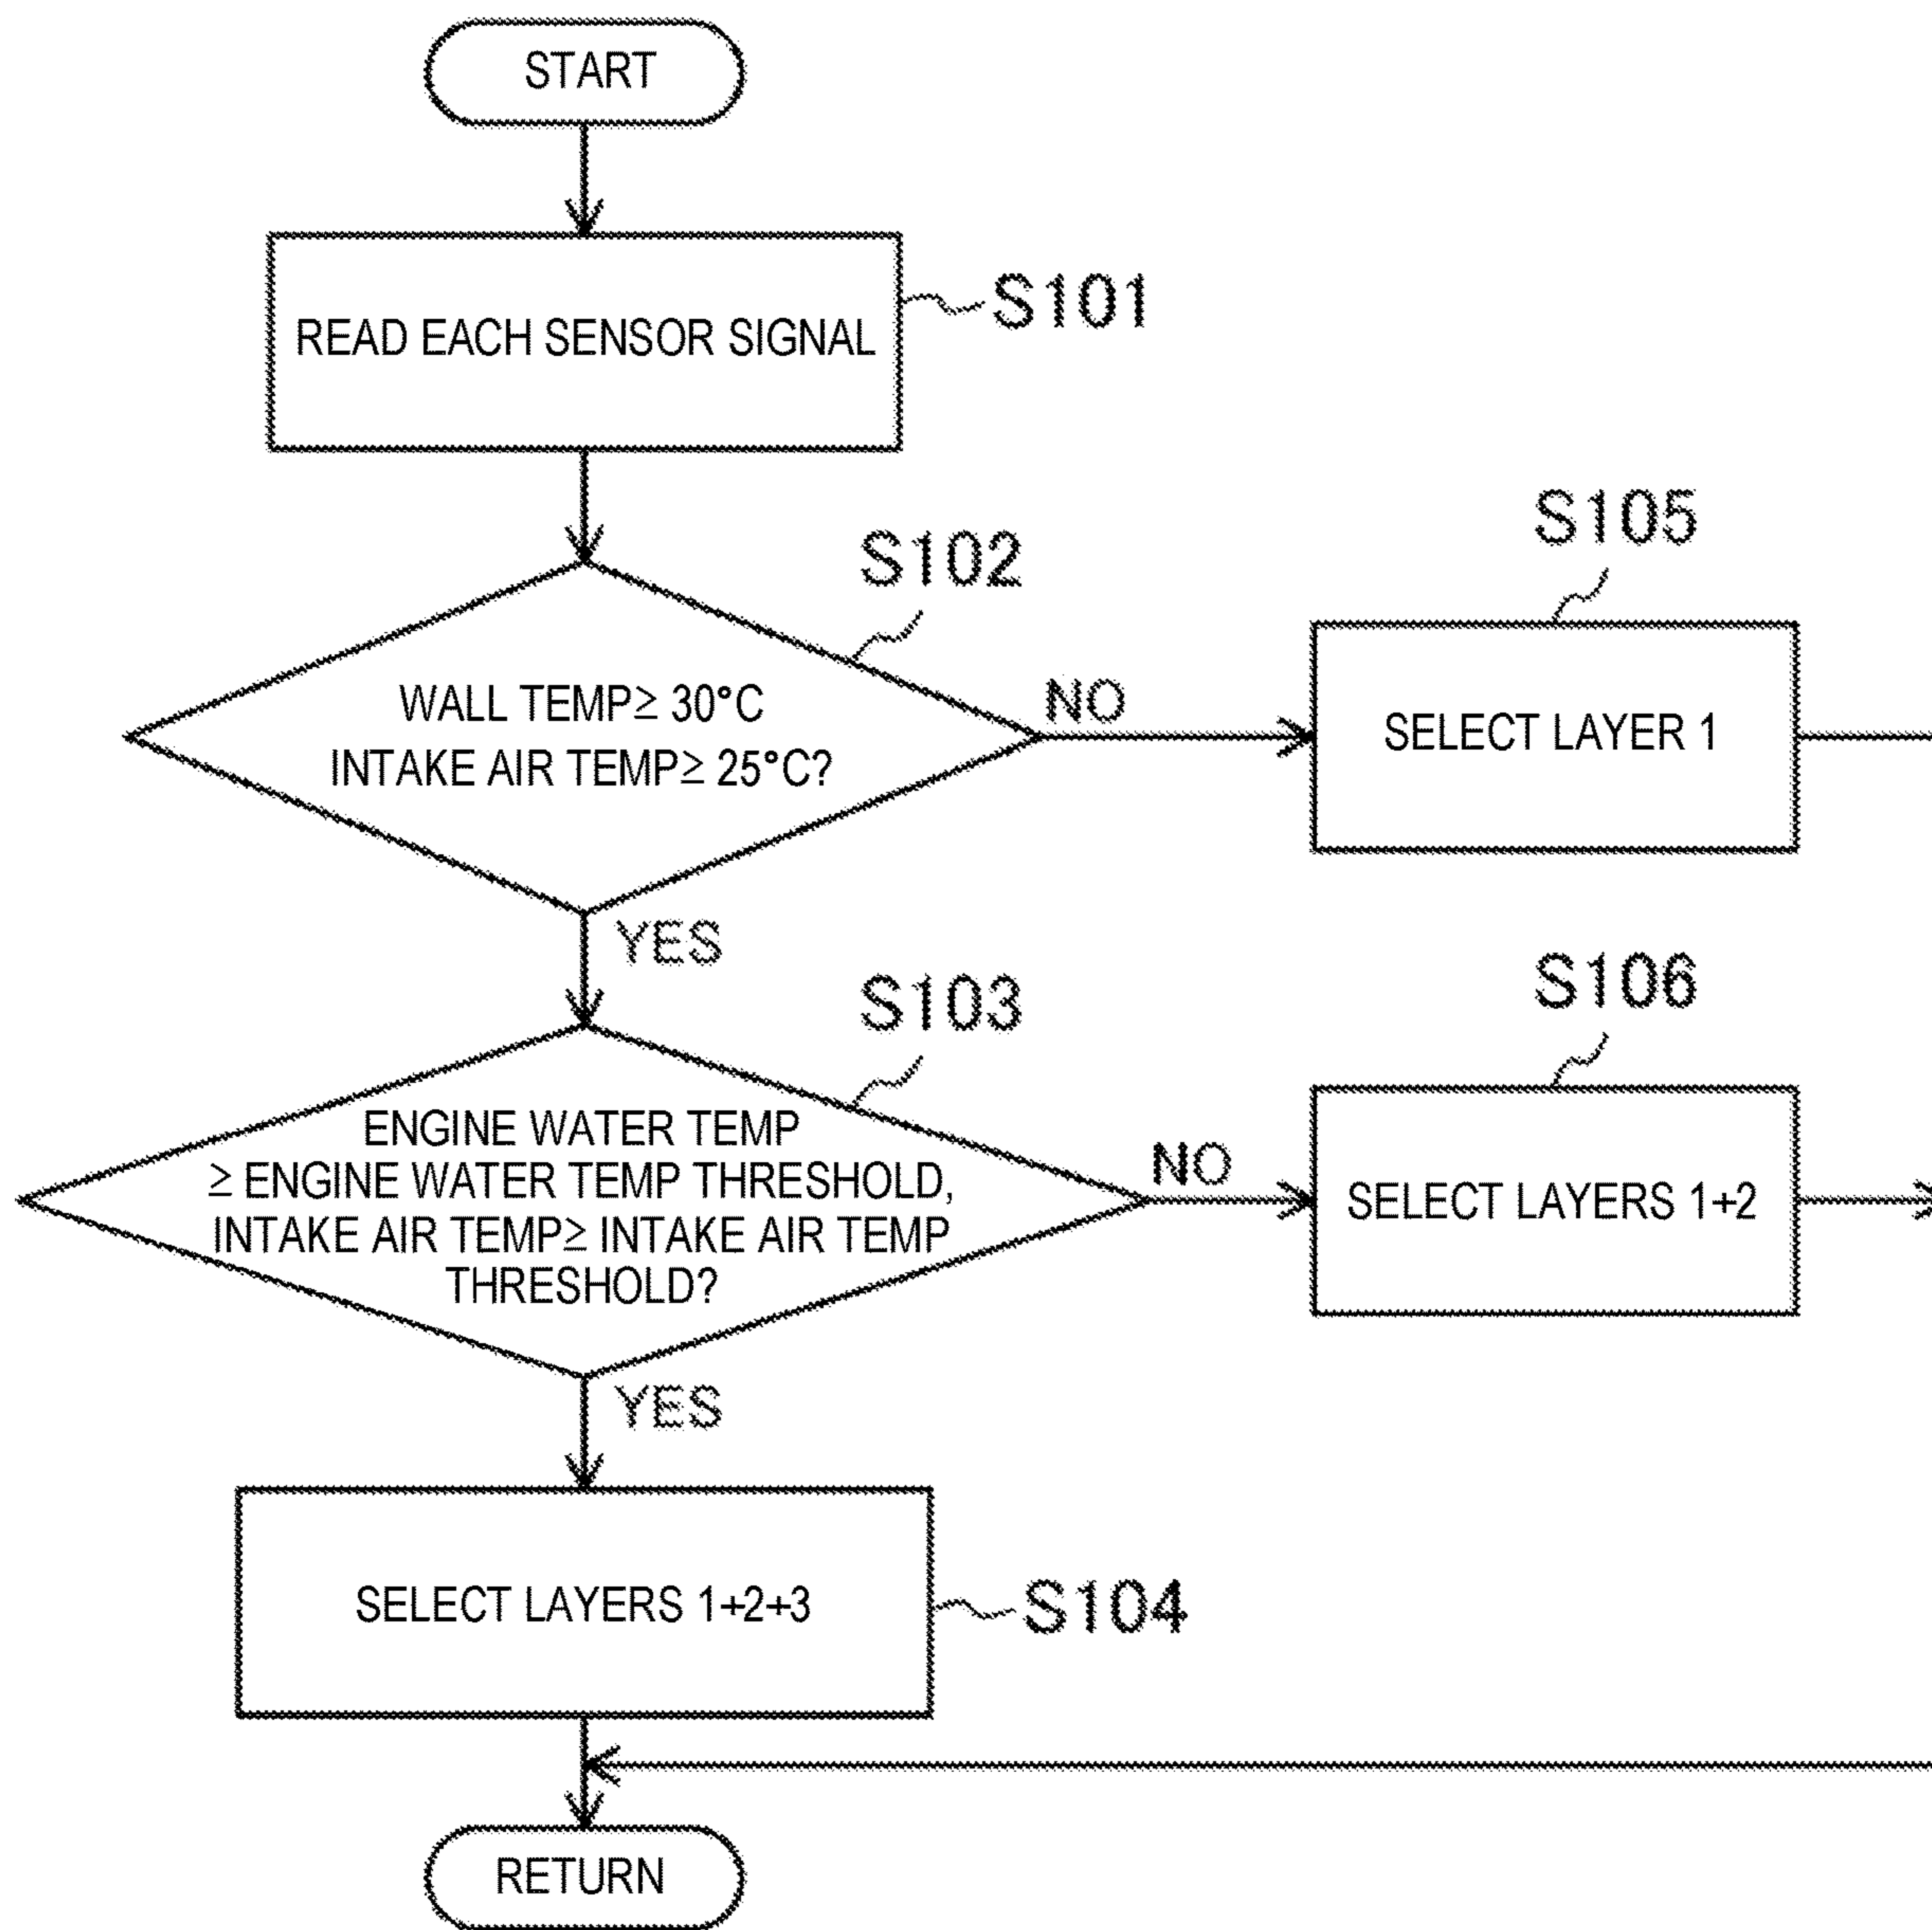 START
READ EACH SENSOR SIGNAL
S101
S102
WALL TEMP≥ 30°C
INTAKE AIR TEMP≥ 25°C?
NO
S105
SELECT LAYER 1
YES
S103
ENGINE WATER TEMP
≥ ENGINE WATER TEMP THRESHOLD,
INTAKE AIR TEMP≥ INTAKE AIR TEMP
THRESHOLD?
NO
S106
SELECT LAYERS 1+2
YES
SELECT LAYERS 1+2+3
S104
RETURN